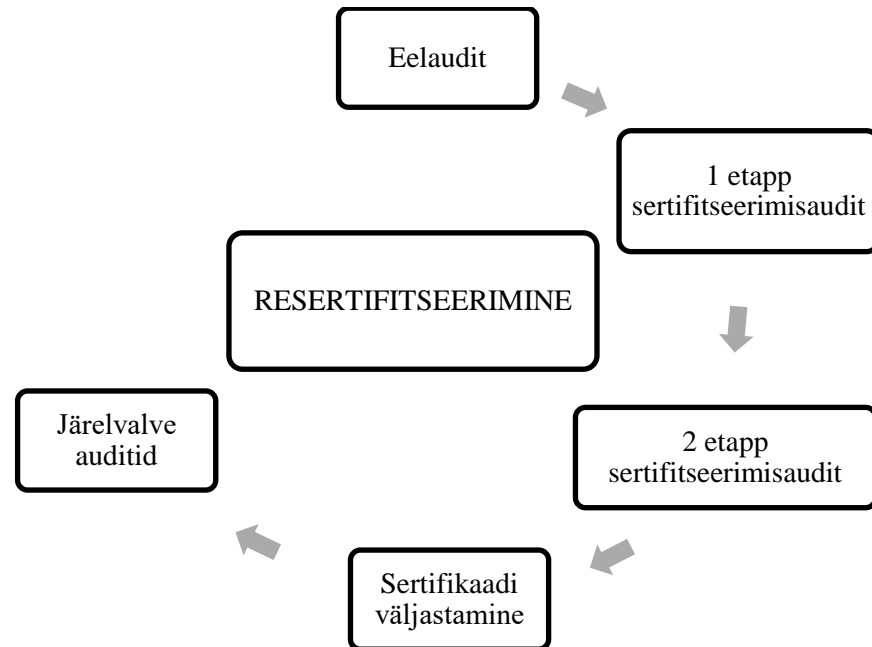 Eelaudit
1 etapp
sertifitseerimisaudit
RESERTIFITSEERIMINE
Järelvalve
auditid
2 etapp
sertifitseerimisaudit
Sertifikaadi
väljastamine